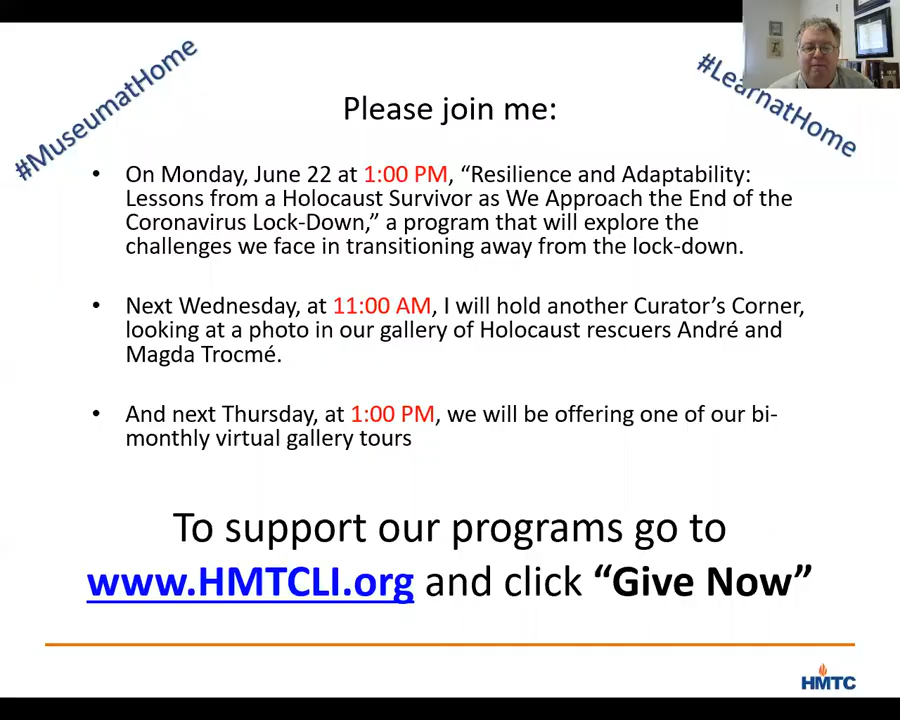 #MuseumatHome
#LearnatHome
Please join me:
• On Monday, June 22 at 1:00 PM, “Resilience and Adaptability:
Lessons from a Holocaust Survivor as We Approach the End of the
Coronavirus Lock-Down,” a program that will explore the
challenges we face in transitioning away from the lock-down.
• Next Wednesday, at 11:00 AM, I will hold another Curator’s Corner,
looking at a photo in our gallery of Holocaust rescuers André and
Magda Trocmé.
• And next Thursday, at 1:00 PM, we will be offering one of our bi-
monthly virtual gallery tours
To support our programs go to
www.HMTCLI.org and click “Give Now”
HMTC